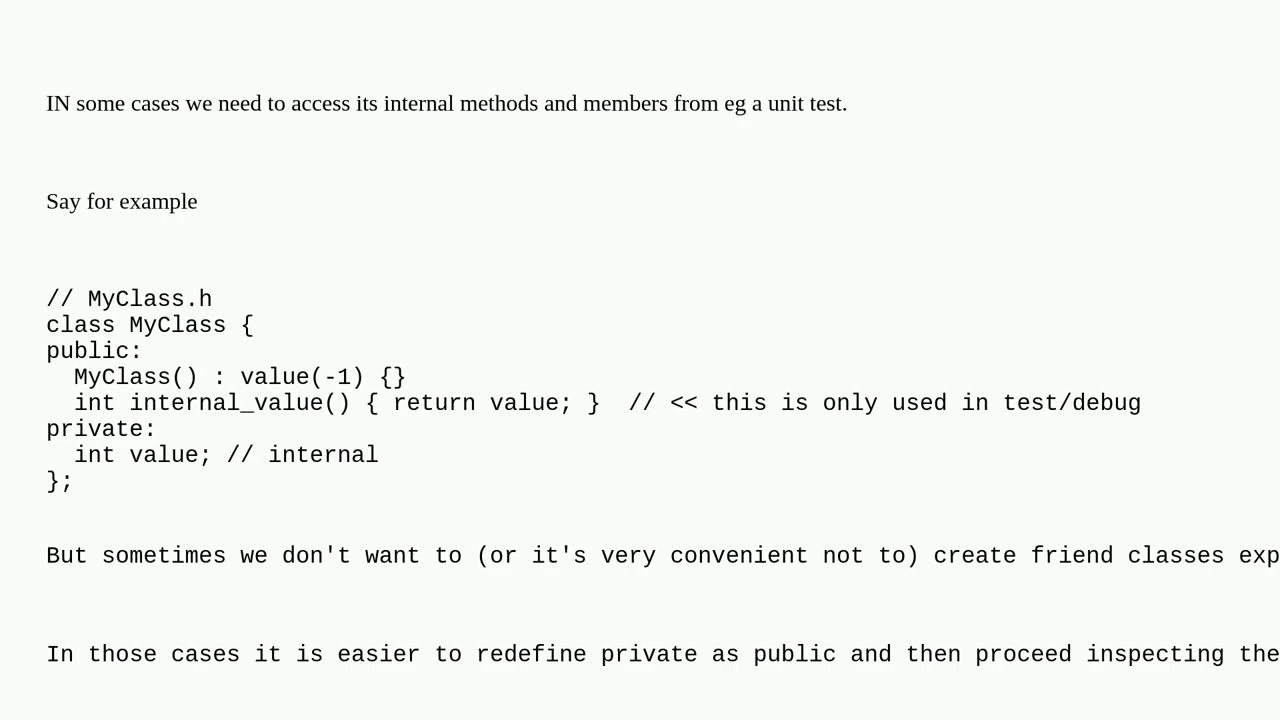 IN some cases we need to access its internal methods and members from eg a unit test.
Say for example
// MyClass.h
class MyClass {
public:
  MyClass() : value(-1) {}
  int internal_value() { return value; }  // << this is only used in test/debug
private:
  int value; // internal
};
But sometimes we don't want to (or it's very convenient not to) create friend classes exp
In those cases it is easier to redefine private as public and then proceed inspecting the